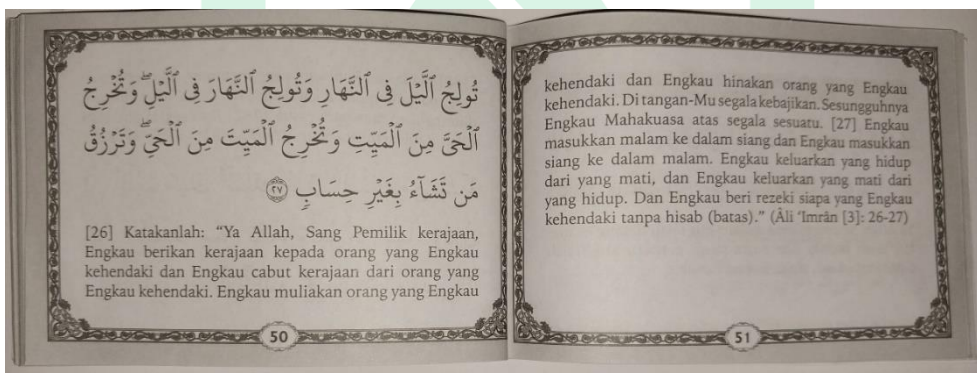 تُولِجُ ٱلَّيْلَ فِى ٱلنَّهَارِ وَتُولِجُ ٱلنَّهَارَ فِى ٱلَّيْلِ ۖ وَتُخْرِجُ
ٱلْحَىَّ مِنَ ٱلْمَيِّتِ وَتُخْرِجُ ٱلْمَيِّتَ مِنَ ٱلْحَىِّ ۖ وَتَرْزُقُ
مَن تَشَآءُ بِغَيْرِ حِسَابٍ ۝٢٧
[26] Katakanlah: “Ya Allah, Sang Pemilik kerajaan,
Engkau berikan kerajaan kepada orang yang Engkau
kehendaki dan Engkau cabut kerajaan dari orang yang
Engkau kehendaki. Engkau muliakan orang yang Engkau
50
kehendaki dan Engkau hinakan orang yang Engkau
kehendaki. Di tangan-Mu segala kebajikan. Sesungguhnya
Engkau Mahakuasa atas segala sesuatu. [27] Engkau
masukkan malam ke dalam siang dan Engkau masukkan
siang ke dalam malam. Engkau keluarkan yang hidup
dari yang mati, dan Engkau keluarkan yang mati dari
yang hidup. Dan Engkau beri rezeki siapa yang Engkau
kehendaki tanpa hisab (batas).” (Âli ‘Imrân [3]: 26-27)
51